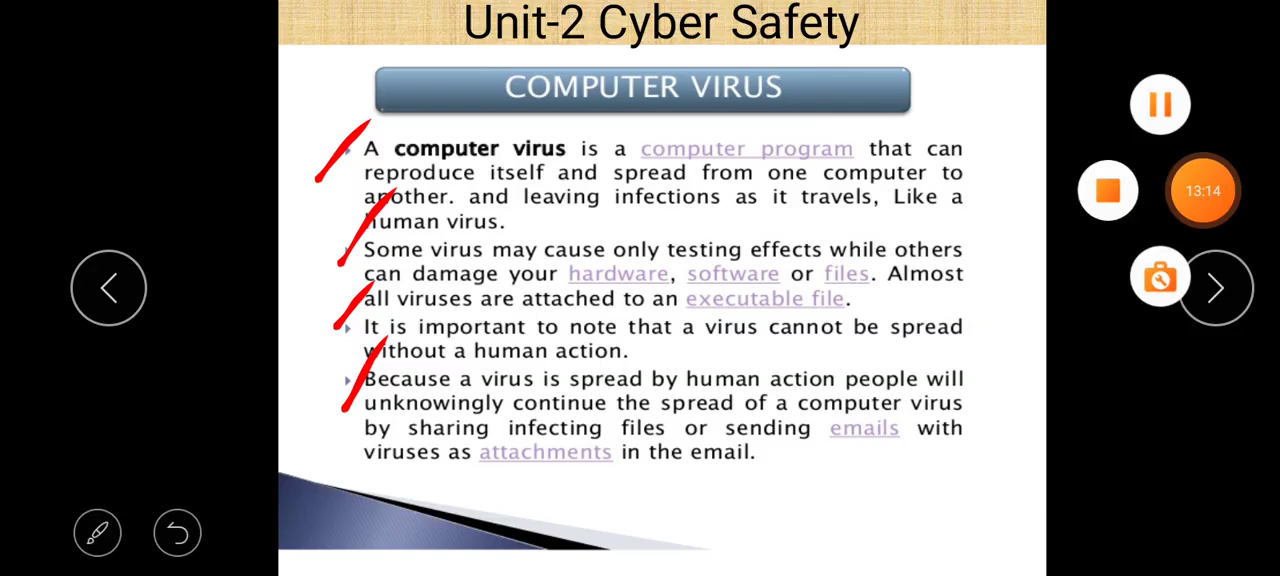 Unit-2 Cyber Safety
COMPUTER VIRUS
A computer virus is a computer program that can
reproduce itself and spread from one computer to
another. and leaving infections as it travels, Like a
human virus.
Some virus may cause only testing effects while others
can damage your hardware, software or files. Almost
all viruses are attached to an executable file.
It is important to note that a virus cannot be spread
without a human action.
Because a virus is spread by human action people will
unknowingly continue the spread of a computer virus
by sharing infecting files or sending emails with
viruses as attachments in the email.
13:14